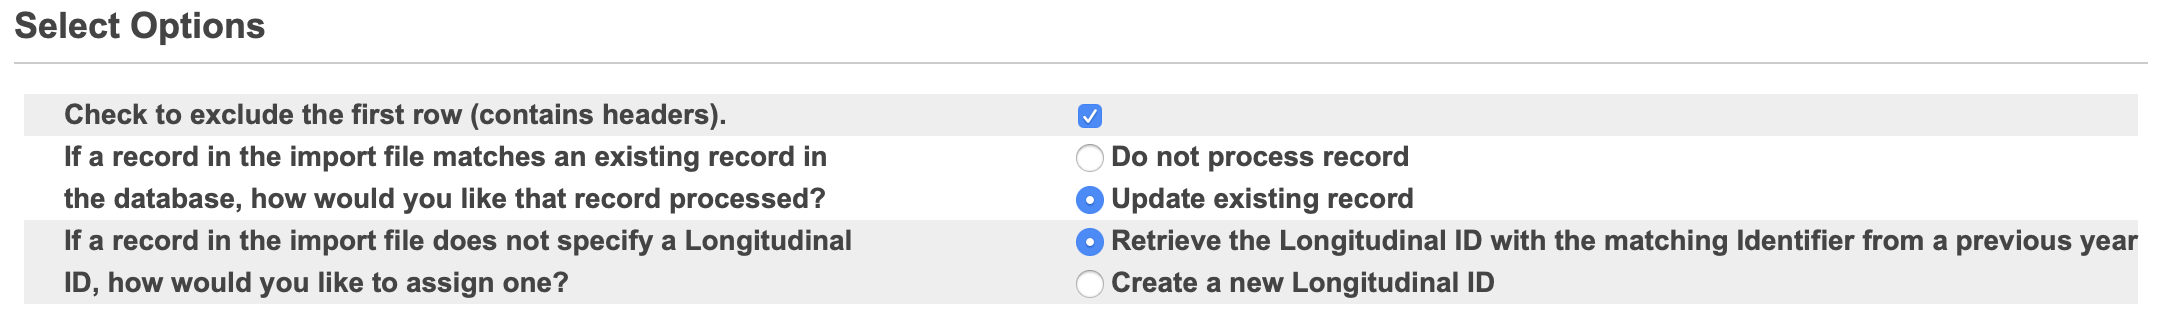 Select Options
Check to exclude the first row (contains headers).
If a record in the import file matches an existing record in
the database, how would you like that record processed?
Do not process record
Update existing record
If a record in the import file does not specify a Longitudinal
ID, how would you like to assign one?
Retrieve the Longitudinal ID with the matching Identifier from a previous year
Create a new Longitudinal ID